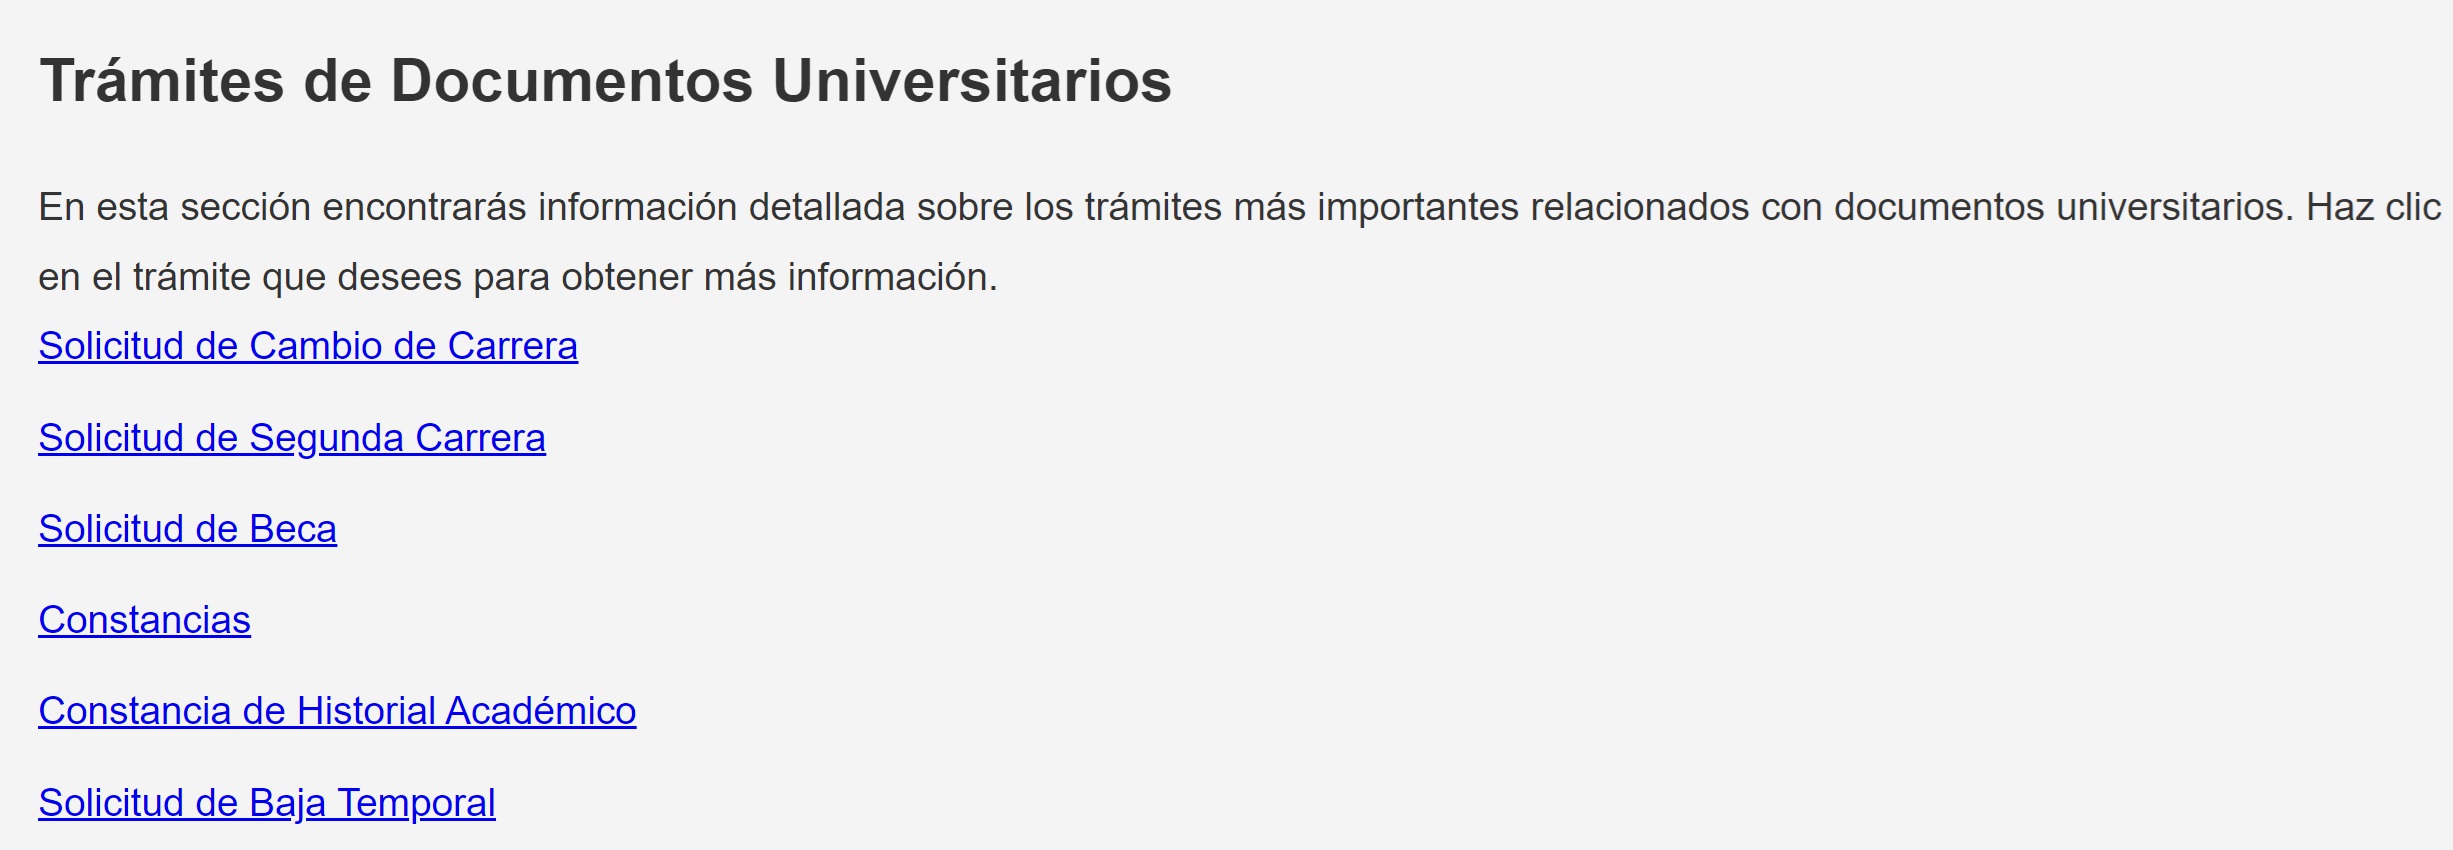 Trámites de Documentos Universitarios
En esta sección encontrarás información detallada sobre los trámites más importantes relacionados con documentos universitarios. Haz clic
en el trámite que desees para obtener más información.
Solicitud de Cambio de Carrera
Solicitud de Segunda Carrera
Solicitud de Beca
Constancias
Constancia de Historial Académico
Solicitud de Baja Temporal